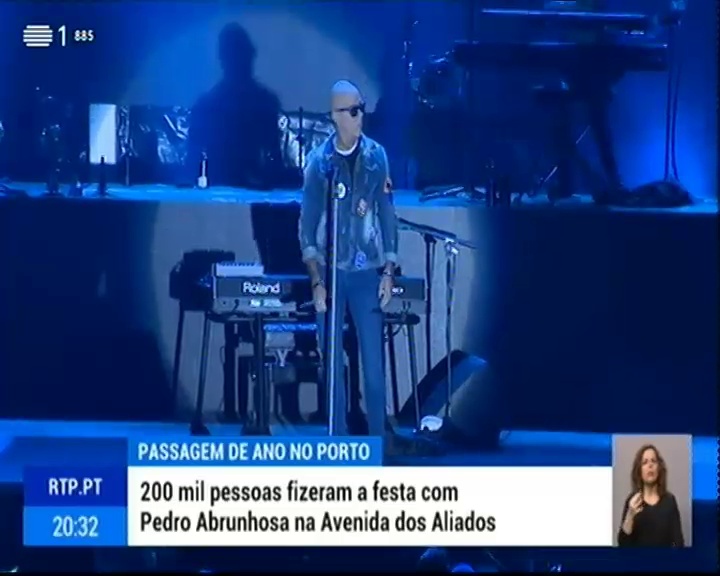 1 885
Roland
PASSAGEM DE ANO NO PORTO
RTP.PT
200 mil pessoas fizeram a festa com
20:32
Pedro Abrunhosa na Avenida dos Aliados